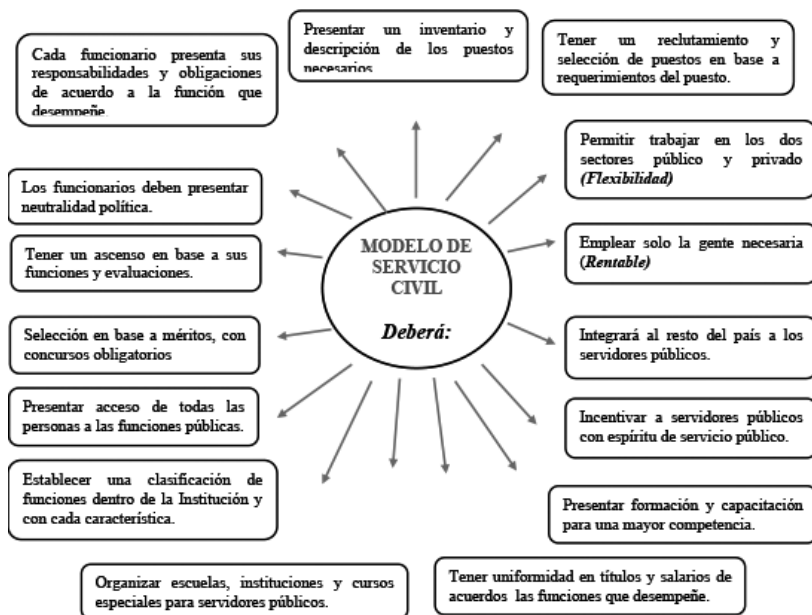 Cada funcionario presenta sus
responsabilidades y obligaciones
de acuerdo a la función que
desempeñe.
Presentar un inventario y
descripción de los puestos
necesarios
Tener un reclutamiento y
selección de puestos en base a
requerimientos del puesto.
Permitir trabajar en los dos
sectores público y privado
(Flexibilidad)
Los funcionarios deben presentar
neutralidad política.
MODELO DE
SERVICIO
CIVIL
Deberá:
Emplear solo la gente necesaria
(Rentable)
Tener un ascenso en base a sus
funciones y evaluaciones.
Selección en base a méritos, con
concursos obligatorios
Integrará al resto del país a los
servidores públicos.
Presentar acceso de todas las
personas a las funciones públicas.
Incentivar a servidores públicos
con espíritu de servicio público.
Establecer una clasificación de
funciones dentro de la Institución y
con cada característica.
Presentar formación y capacitación
para una mayor competencia.
Organizar escuelas, instituciones y cursos
especiales para servidores públicos.
Tener uniformidad en títulos y salarios de
acuerdos las funciones que desempeñe.